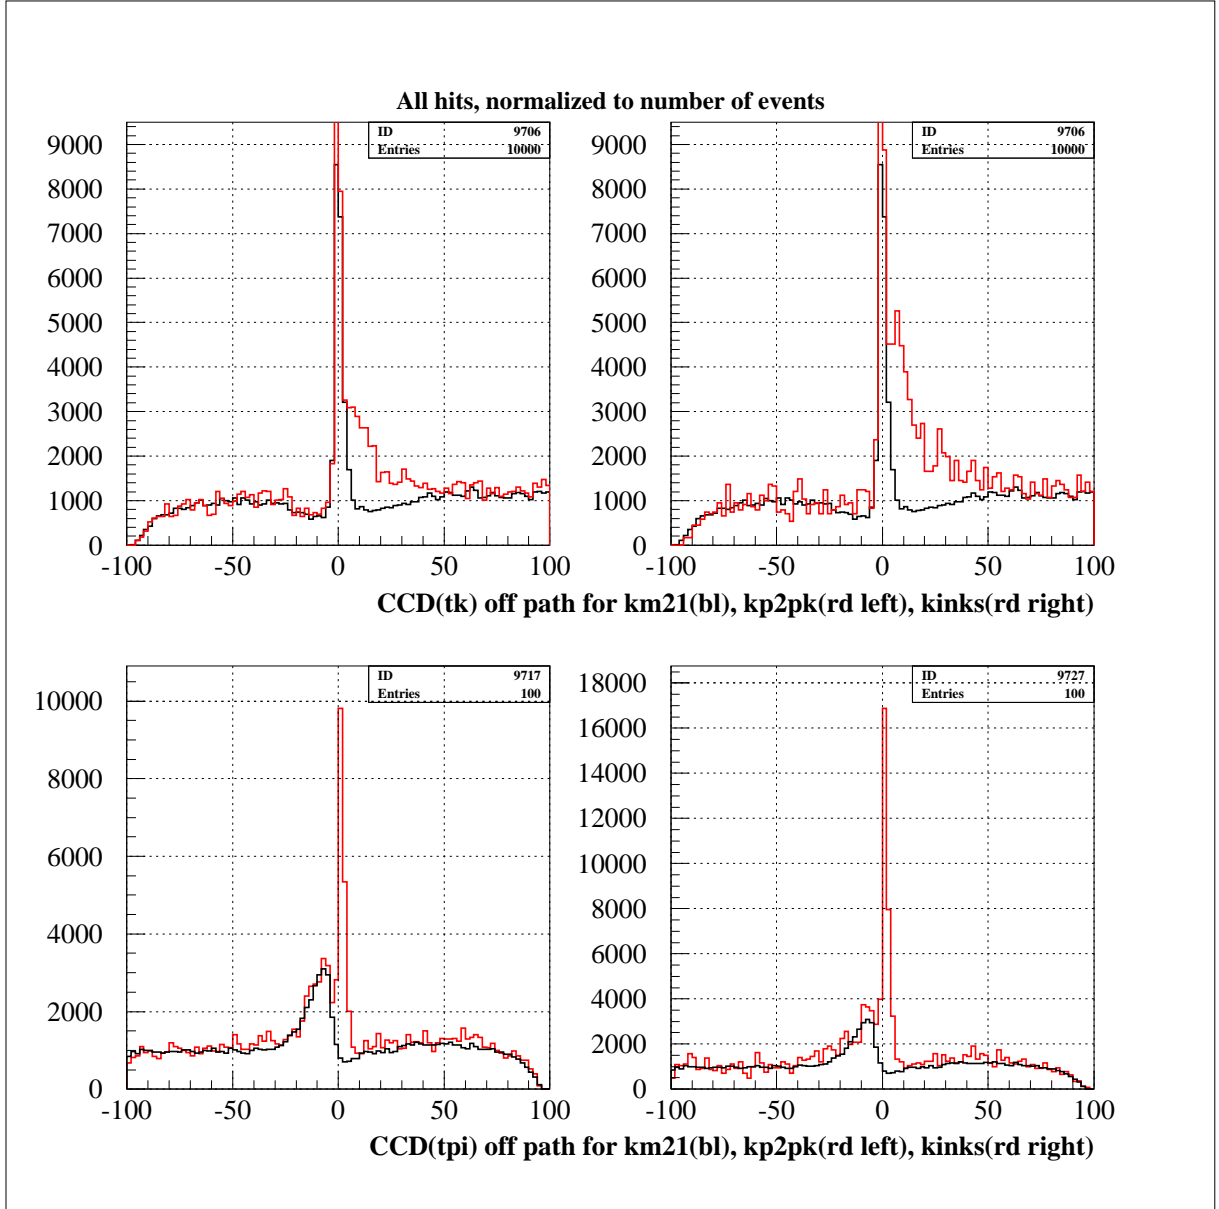 All hits, normalized to number of events
ID 9706
Entries 10000
9000
8000
7000
6000
5000
4000
3000
2000
1000
0
-100 -50 0 50 100
ID 9706
Entries 10000
9000
8000
7000
6000
5000
4000
3000
2000
1000
0
-100 -50 0 50 100
CCD(tk) off path for km21(bl), kp2pk(rd left), kinks(rd right)
ID 9717
Entries 100
10000
8000
6000
4000
2000
0
-100 -50 0 50 100
ID 9727
Entries 100
18000
16000
14000
12000
10000
8000
6000
4000
2000
0
-100 -50 0 50 100
CCD(tpi) off path for km21(bl), kp2pk(rd left), kinks(rd right)